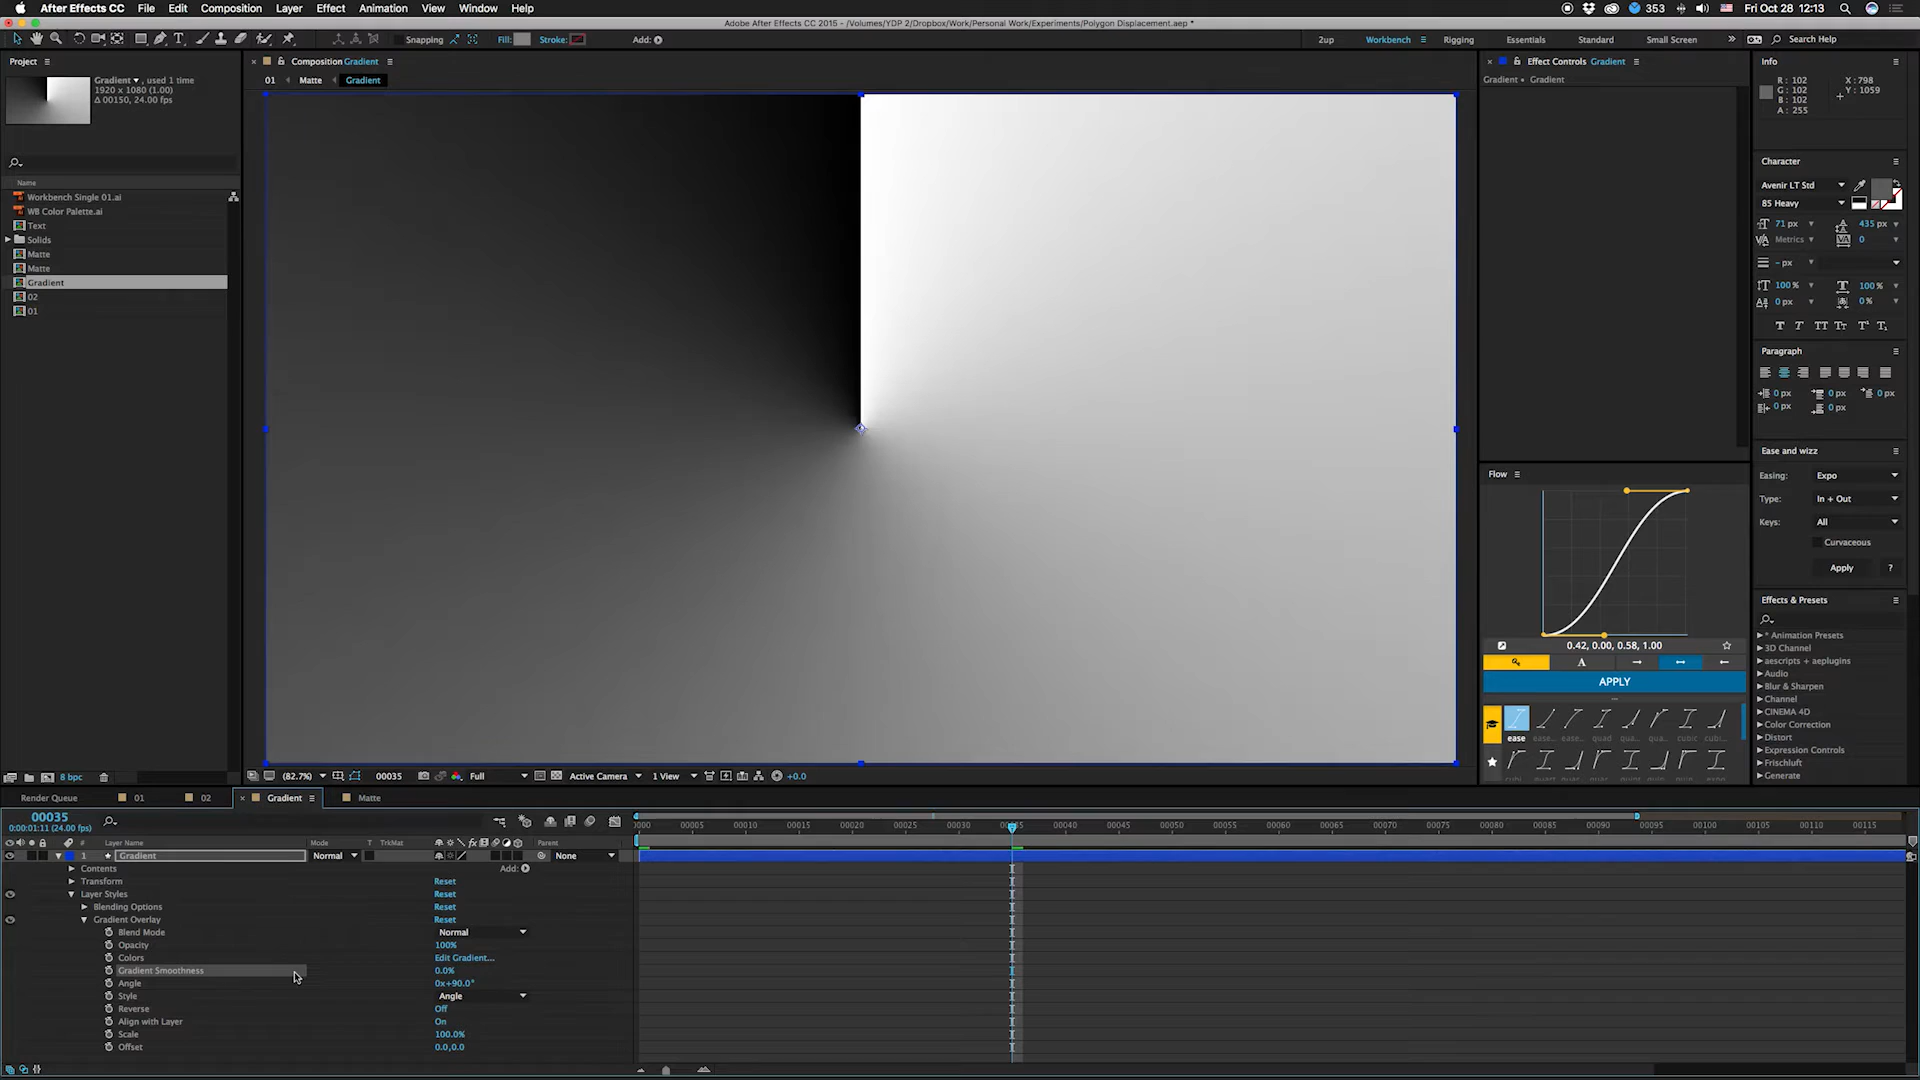 After Effects CC File Edit Composition Layer Effect Animation View Window Help 353 Fri Oct 28 12:13
Adobe After Effects CC 2015 - /Volumes/YDP 2/Dropbox/Work/Personal Work/Experiments/Polygon Displacement.aep *
Snapping Fill: Stroke: Add: 2up Workbench Rigging Essentials Standard Small Screen Search Help
Project
Gradient , used 1 time
1920 x 1080 (1.00)
Δ 00150, 24.00 fps
Name
Workbench Single 01.ai
WB Color Palette.ai
Text
Solids
Matte
Matte
Gradient
02
01
8 bpc
Composition Gradient
01 Matte Gradient
(82.7%) 00035 Full Active Camera 1 View +0.0
Effect Controls Gradient
Gradient • Gradient
Flow
0.42, 0.00, 0.58, 1.00
A
APPLY
ease ease... ease... quad qua... qua... cubic cubi...
Info
R: 102
G: 102
B: 102
A: 255
X: 798
Y: 1059
Character
Avenir LT Std
85 Heavy
71 px 435 px
Metrics 0
- px
100% 100%
0 px 0%
T T TT Tr T¹ T₁
Paragraph
0 px 0 px 0 px
0 px 0 px
Ease and wizz
Easing: Expo
Type: In + Out
Keys: All
Curvaceous
Apply ?
Effects & Presets
* Animation Presets
3D Channel
aescripts + aeplugins
Audio
Blur & Sharpen
Channel
CINEMA 4D
Color Correction
Distort
Expression Controls
Frischluft
Generate
Render Queue 01 02 Gradient Matte
00035
0:00:01:11 (24.00 fps)
0000 00005 00010 00015 00020 00025 00030 00040 00045 00050 00055 00060 00065 00070 00075 00080 00085 00090 00095 00100 00105 00110 00115
# Layer Name Mode T TrkMat Parent
1 Gradient Normal None
Contents Add:
Transform Reset
Layer Styles Reset
Blending Options Reset
Gradient Overlay Reset
Blend Mode Normal
Opacity 100%
Colors Edit Gradient...
Gradient Smoothness 0.0%
Angle 0x+90.0°
Style Angle
Reverse Off
Align with Layer On
Scale 100.0%
Offset 0.0,0.0